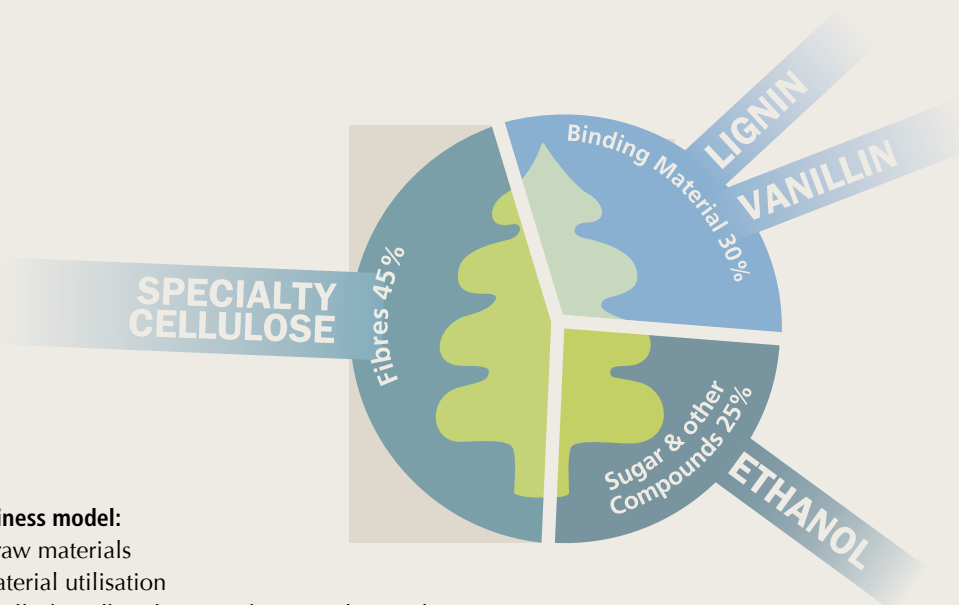 LIGNIN
Binding Material 30%
VANILLIN
SPECIALTY
CELLULOSE
Fibres 45%
Sugar & other
Compounds 25%
ETHANOL
iness model:
raw materials
aterial utilisation